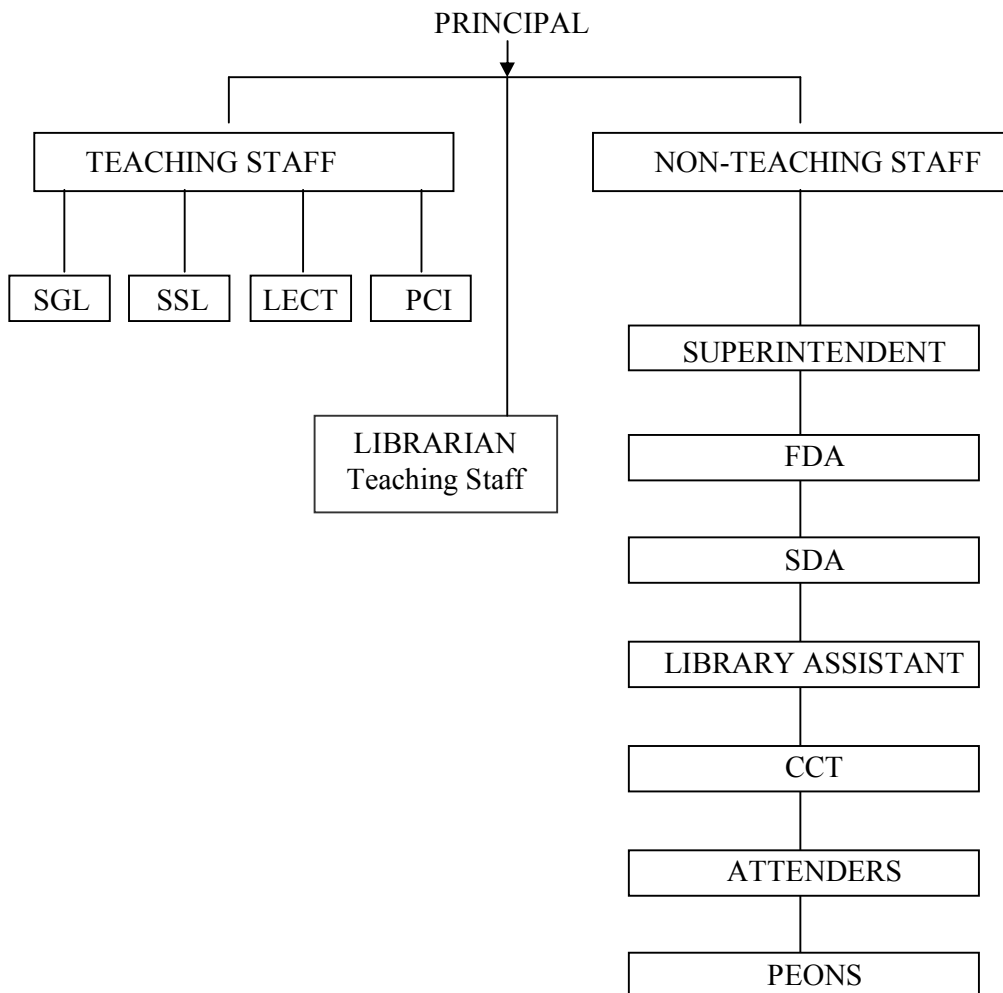 PRINCIPAL
TEACHING STAFF
NON-TEACHING STAFF
SGL
SSL
LECT
PCI
SUPERINTENDENT
LIBRARIAN
Teaching Staff
FDA
SDA
LIBRARY ASSISTANT
CCT
ATTENDERS
PEONS